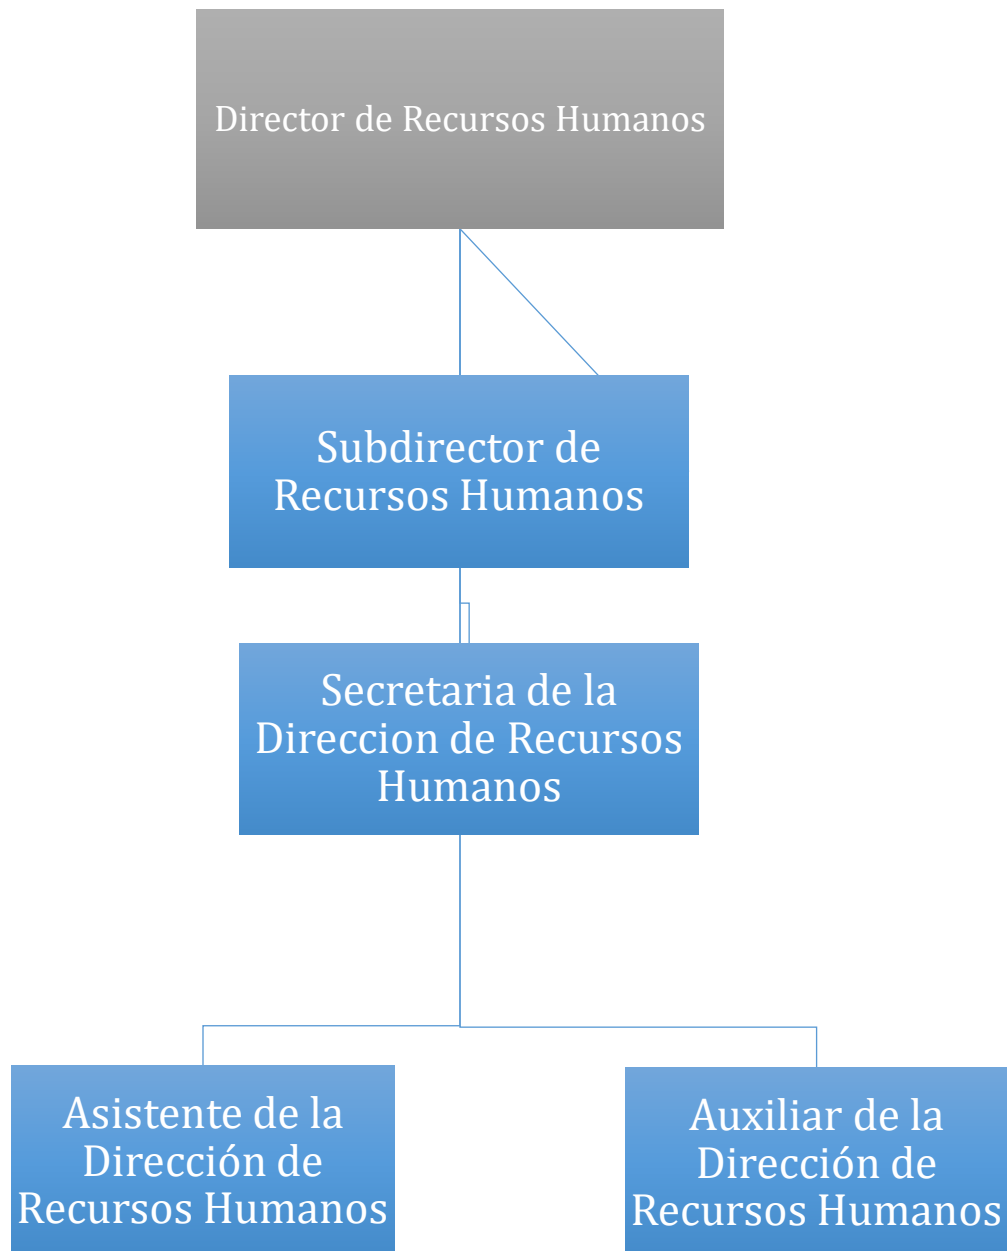 Director de Recursos Humanos
Subdirector de
Recursos Humanos
Secretaria de la
Direccion de Recursos
Humanos
Asistente de la
Dirección de
Recursos Humanos
Auxiliar de la
Dirección de
Recursos Humanos